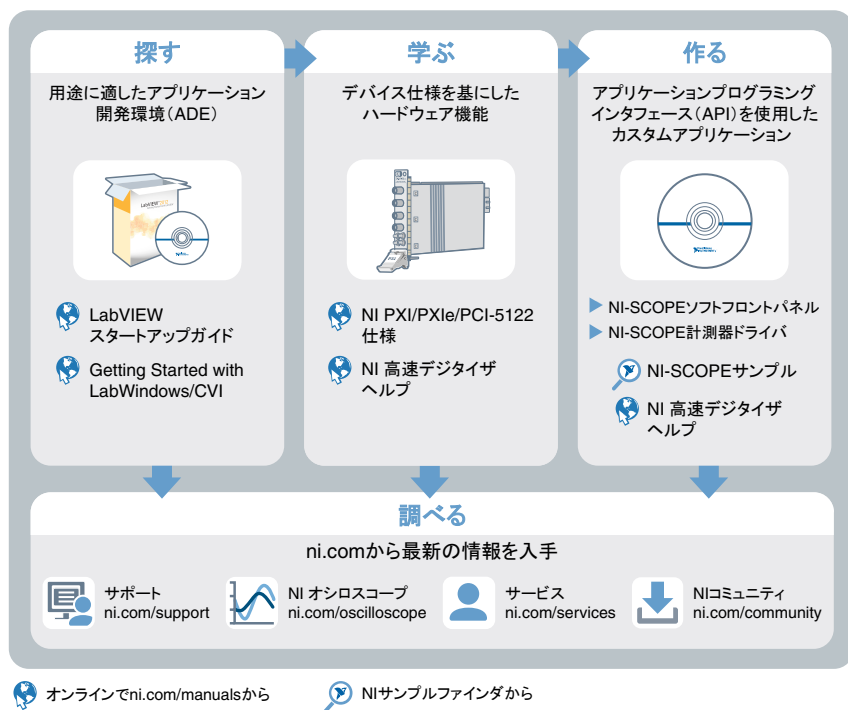 探す
用途に適したアプリケーション
開発環境(ADE)
LabVIEW
LabVIEW
スタートアップガイド
Getting Started with
LabWindows/CVI
学ぶ
デバイス仕様を基にした
ハードウェア機能
NI PXI/PXIe/PCI-5122
仕様
NI 高速デジタイザ
ヘルプ
作る
アプリケーションプログラミング
インタフェース(API)を使用した
カスタムアプリケーション
NI-SCOPEソフトフロントパネル
NI-SCOPE計測器ドライバ
NI-SCOPEサンプル
NI 高速デジタイザ
ヘルプ
調べる
ni.comから最新の情報を入手
サポート
ni.com/support
NI オシロスコープ
ni.com/oscilloscope
サービス
ni.com/services
NIコミュニティ
ni.com/community
オンラインでni.com/manualsから
NIサンプルファインダから